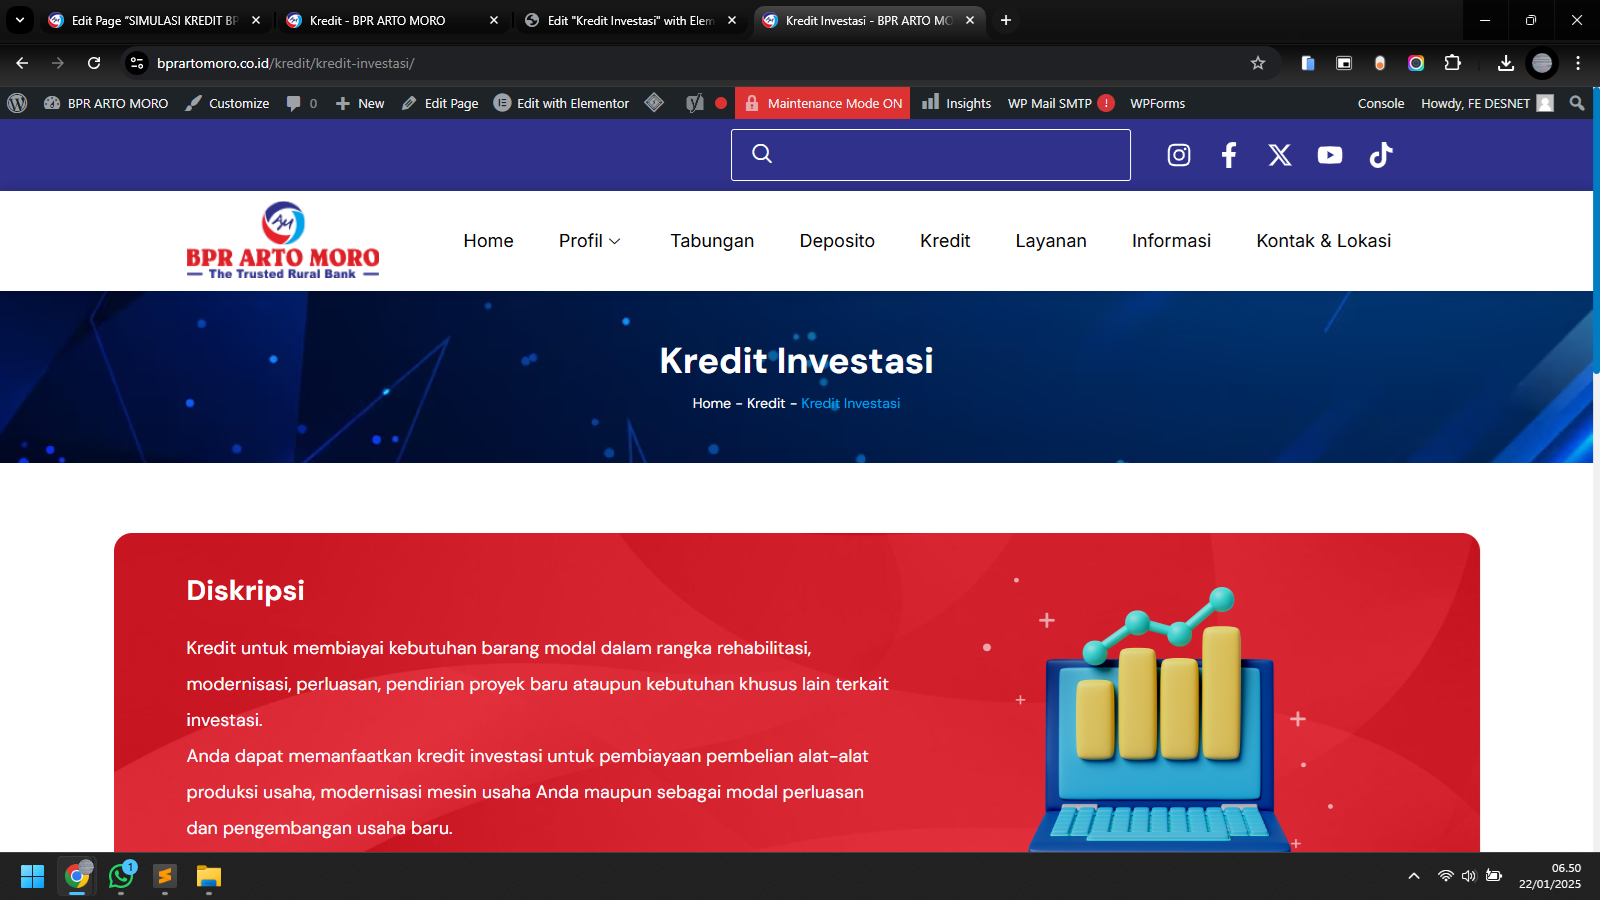 Edit Page “SIMULASI KREDIT BP
Kredit - BPR ARTO MORO
Edit "Kredit Investasi" with Elem
Kredit Investasi - BPR ARTO MO
bprartomoro.co.id/kredit/kredit-investasi/
BPR ARTO MORO Customize 0 New Edit Page Edit with Elementor Maintenance Mode ON Insights WP Mail SMTP ! WPForms Console Howdy, FE DESNET
AM
BPR ARTO MORO
The Trusted Rural Bank
Home Profil Tabungan Deposito Kredit Layanan Informasi Kontak & Lokasi
Kredit Investasi
Home - Kredit - Kredit Investasi
Diskripsi
Kredit untuk membiayai kebutuhan barang modal dalam rangka rehabilitasi,
modernisasi, perluasan, pendirian proyek baru ataupun kebutuhan khusus lain terkait
investasi.
Anda dapat memanfaatkan kredit investasi untuk pembiayaan pembelian alat-alat
produksi usaha, modernisasi mesin usaha Anda maupun sebagai modal perluasan
dan pengembangan usaha baru.
1
06.50
22/01/2025